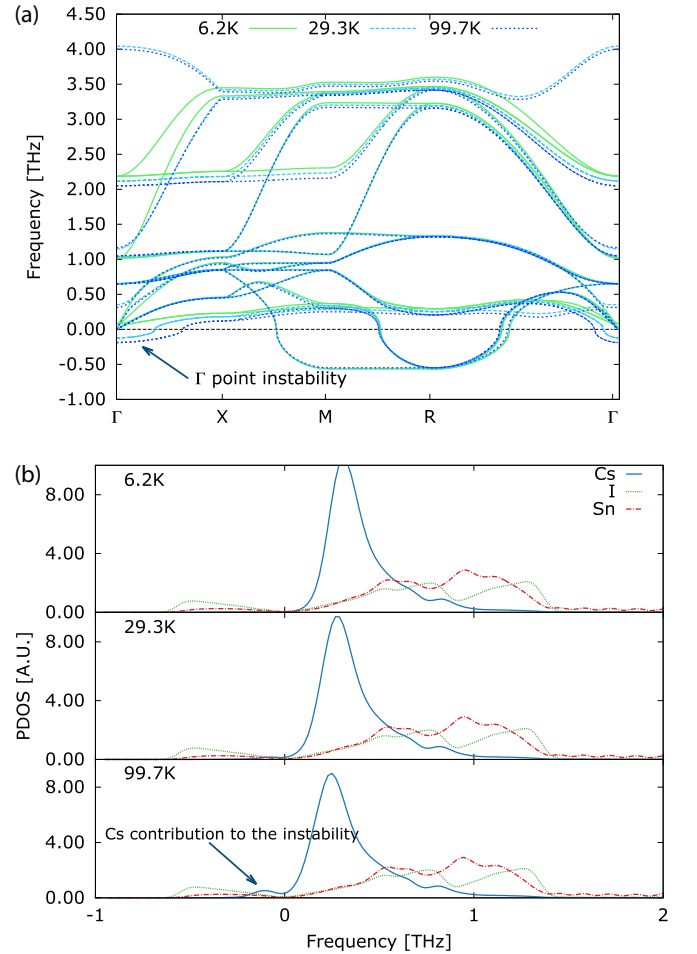 (a)
4.50
4.00
3.50
3.00
2.50
2.00
1.50
1.00
0.50
0.00
-0.50
-1.00
Frequency [THz]
6.2K 29.3K 99.7K
Γ point instability
Γ X M R Γ
(b)
6.2K
Cs
I
Sn
8.00
4.00
0.00
29.3K
8.00
4.00
0.00
PDOS [A.U.]
99.7K
8.00
Cs contribution to the instability
4.00
0.00
-1 0 1 2
Frequency [THz]